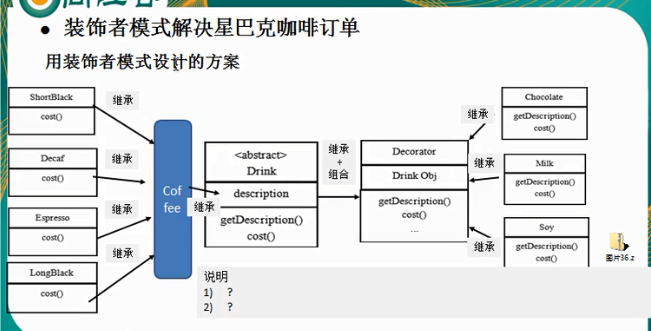 装饰者模式解决星巴克咖啡订单
用装饰者模式设计的方案
ShortBlack
cost()
继承
Decaf
cost()
继承
Espresso
cost()
继承
LongBlack
cost()
继承
Cof
fee
继承
<abstract>
Drink
description
getDescription()
cost()
继承
+
组合
Decorator
Drink Obj
getDescription()
cost()
...
继承
Chocolate
getDescription()
cost()
继承
Milk
getDescription()
cost()
继承
Soy
getDescription()
cost()
图片36.z
说明
1) ?
2) ?